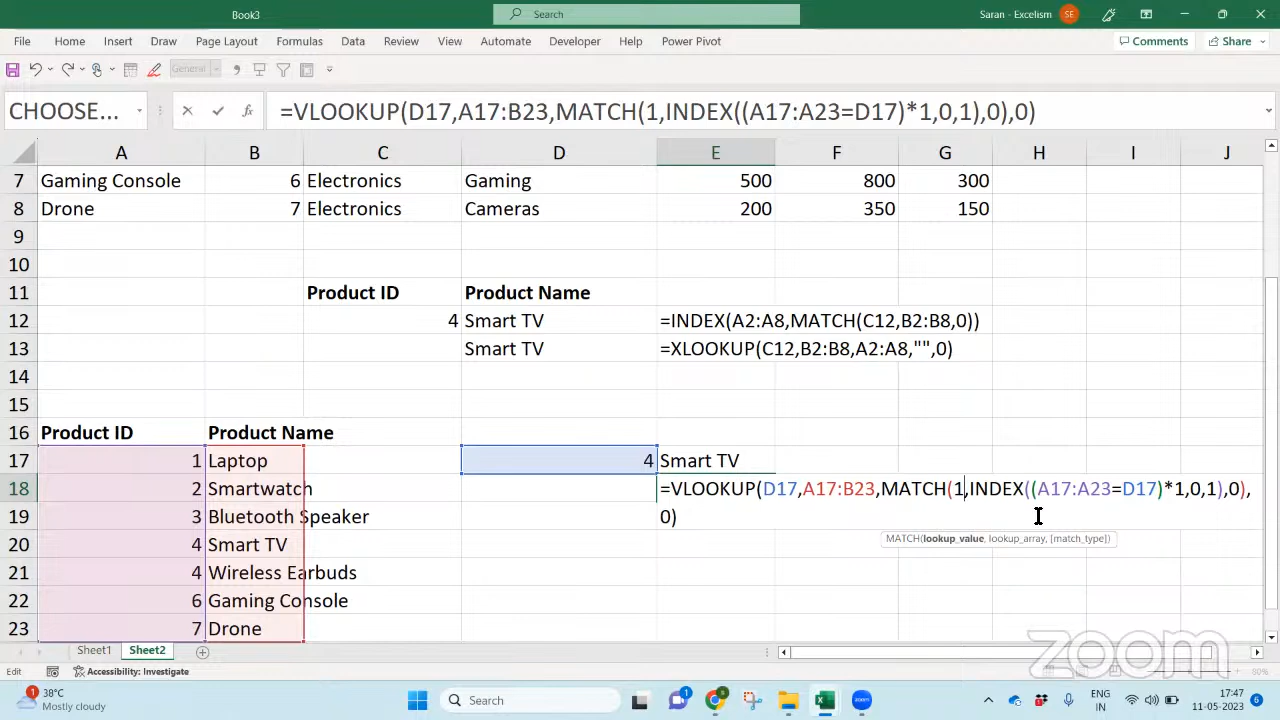 Book3
Search
Saran - Excelism
SE
File Home Insert Draw Page Layout Formulas Data Review View Automate Developer Help Power Pivot
Comments
Share
General
CHOOSE...
=VLOOKUP(D17,A17:B23,MATCH(1,INDEX((A17:A23=D17)*1,0,1),0),0)
A B C D E F G H I J
7 Gaming Console 6 Electronics Gaming 500 800 300
8 Drone 7 Electronics Cameras 200 350 150
9
10
11 Product ID Product Name
12 4 Smart TV =INDEX(A2:A8,MATCH(C12,B2:B8,0))
13 Smart TV =XLOOKUP(C12,B2:B8,A2:A8,"",0)
14
15
16 Product ID Product Name
17 1 Laptop 4 Smart TV
18 2 Smartwatch =VLOOKUP(D17,A17:B23,MATCH(1,INDEX((A17:A23=D17)*1,0,1),0),
19 3 Bluetooth Speaker 0)
MATCH(lookup_value, lookup_array, [match_type])
20 4 Smart TV
21 4 Wireless Earbuds
22 6 Gaming Console
23 7 Drone
Sheet1 Sheet2
zoom
Edit
Accessibility: Investigate
80%
1
38°C
Mostly cloudy
Search
1
ENG
IN
17:47
11-05-2023